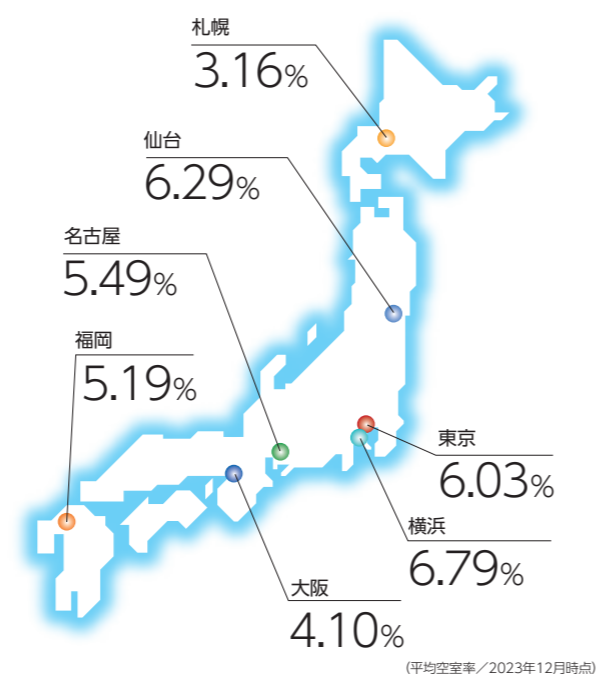 札幌
3.16%
仙台
6.29%
名古屋
5.49%
福岡
5.19%
東京
6.03%
横浜
6.79%
大阪
4.10%
(平均空室率／2023年12月時点)